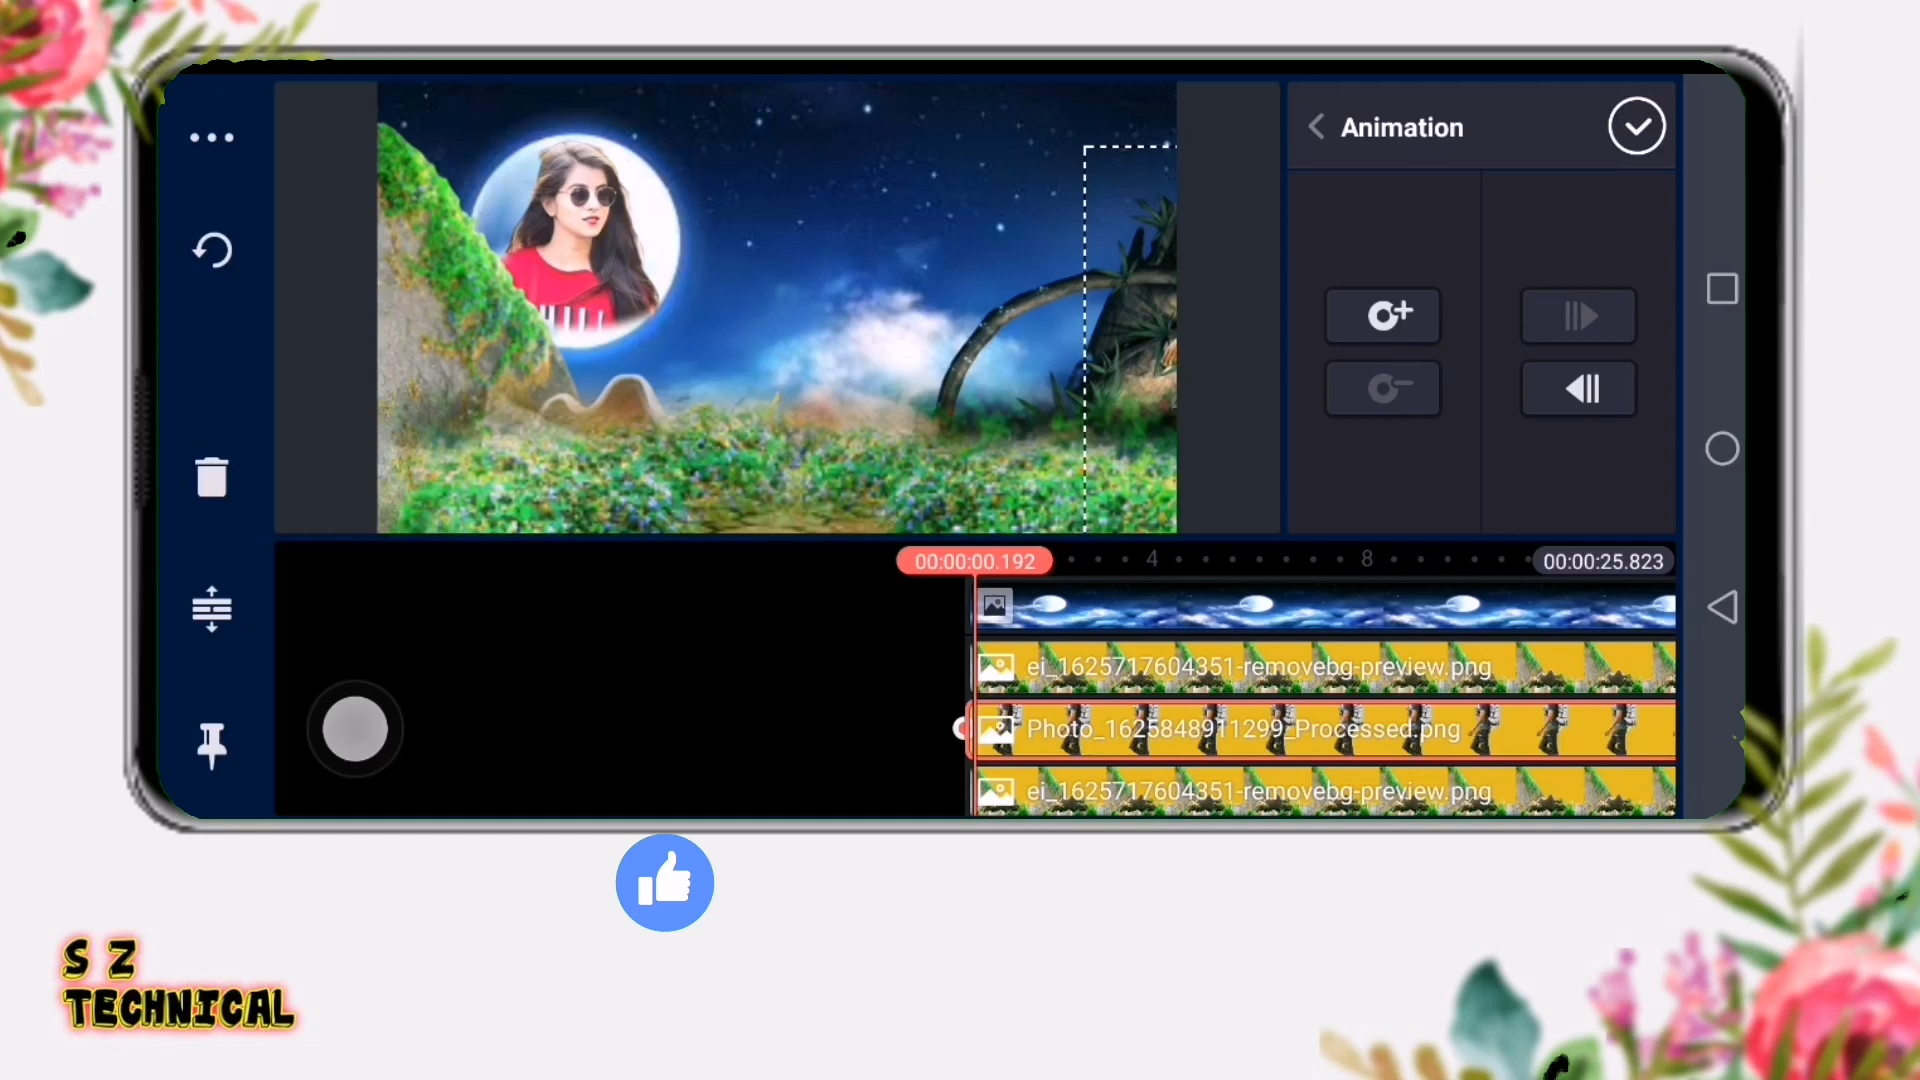 Animation
00:00:00.192
4
8
00:00:25.823
ei_1625717604351-removebg-preview.png
Photo_1625848911299_Processed.png
ei_1625717604351-removebg-preview.png
S Z
TECHNICAL